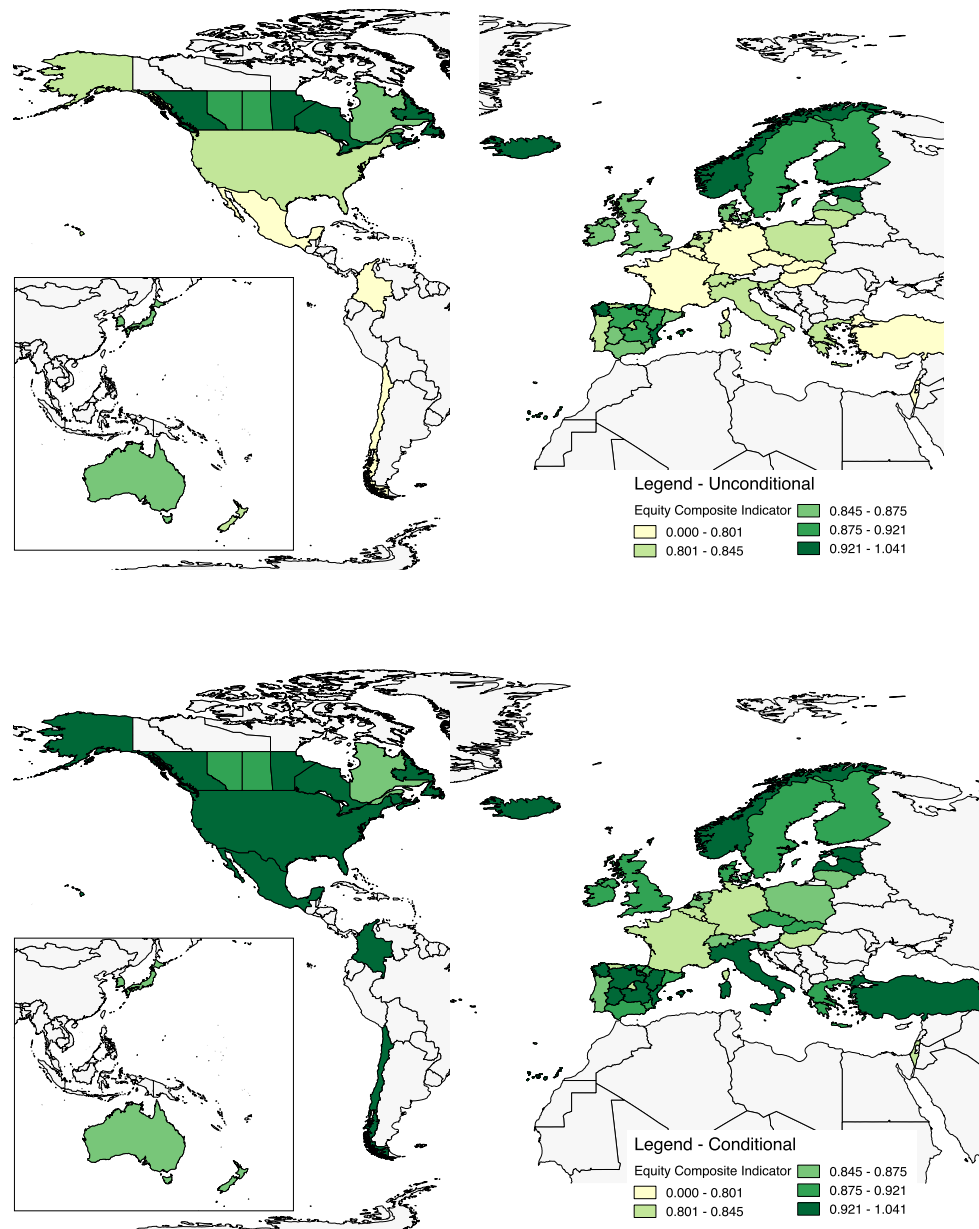 Legend - Unconditional
Equity Composite Indicator
0.000 - 0.801
0.801 - 0.845
0.845 - 0.875
0.875 - 0.921
0.921 - 1.041
Legend - Conditional
Equity Composite Indicator
0.000 - 0.801
0.801 - 0.845
0.845 - 0.875
0.875 - 0.921
0.921 - 1.041